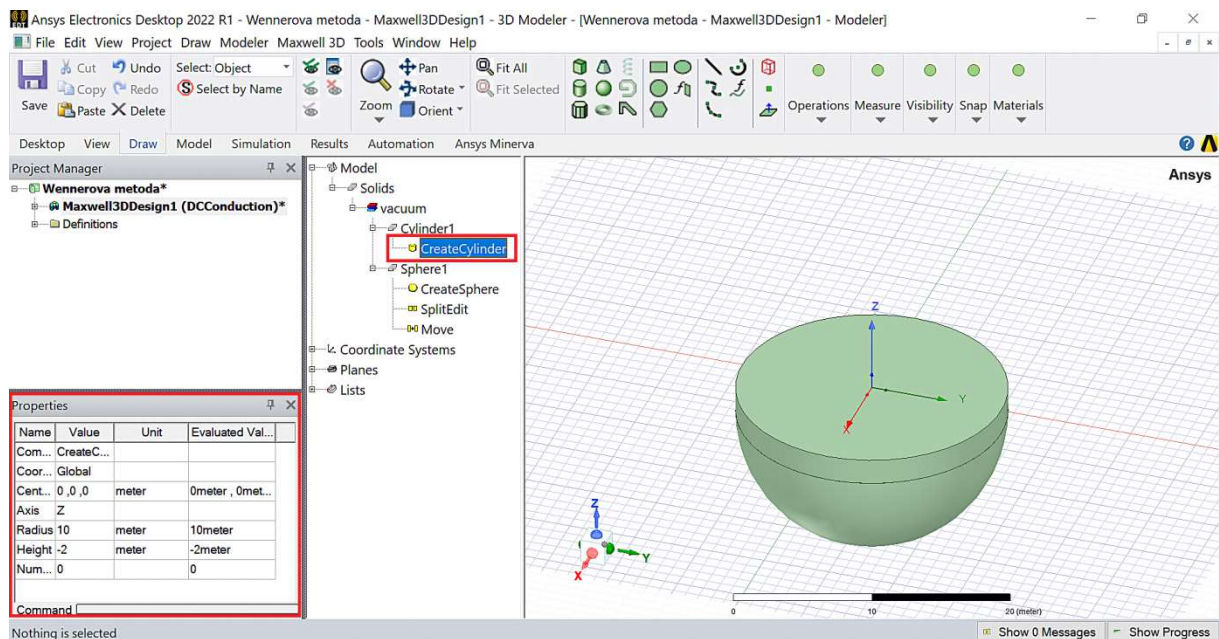 Ansys Electronics Desktop 2022 R1 - Wennerova metoda - Maxwell3DDesign1 - 3D Modeler - [Wennerova metoda - Maxwell3DDesign1 - Modeler]
File Edit View Project Draw Modeler Maxwell 3D Tools Window Help
Save
Cut
Copy
Paste
Undo
Redo
Delete
Select: Object
Select by Name
Zoom
Pan
Rotate
Orient
Fit All
Fit Selected
Operations Measure Visibility Snap Materials
Desktop View Draw Model Simulation Results Automation Ansys Minerva
Project Manager
Wennerova metoda*
Maxwell3DDesign1 (DCConduction)*
Definitions
Model
Solids
vacuum
Cylinder1
CreateCylinder
Sphere1
CreateSphere
SplitEdit
Move
Coordinate Systems
Planes
Lists
Properties
Name Value Unit Evaluated Val...
Com... CreateC...
Coor... Global
Cent... 0 ,0 ,0 meter 0meter , 0met...
Axis Z
Radius 10 meter 10meter
Height -2 meter -2meter
Num... 0 0
Command
Ansys
Z
Y
X
Z
Y
X
0 10 20 (meter)
Nothing is selected
Show 0 Messages
Show Progress